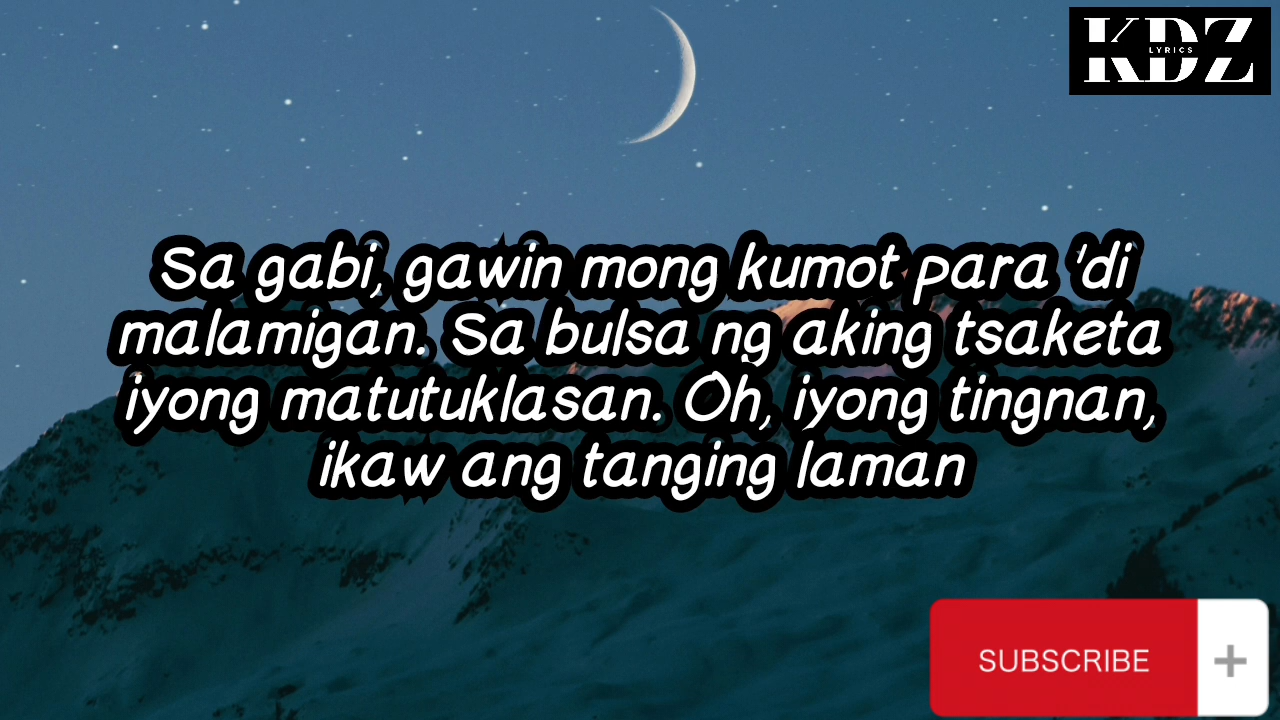 KDZ
LYRICS
Sa gabi, gawin mong kumot para 'di
malamigan. Sa bulsa ng aking tsaketa
iyong matutuklasan. Oh, iyong tingnan,
ikaw ang tanging laman
SUBSCRIBE